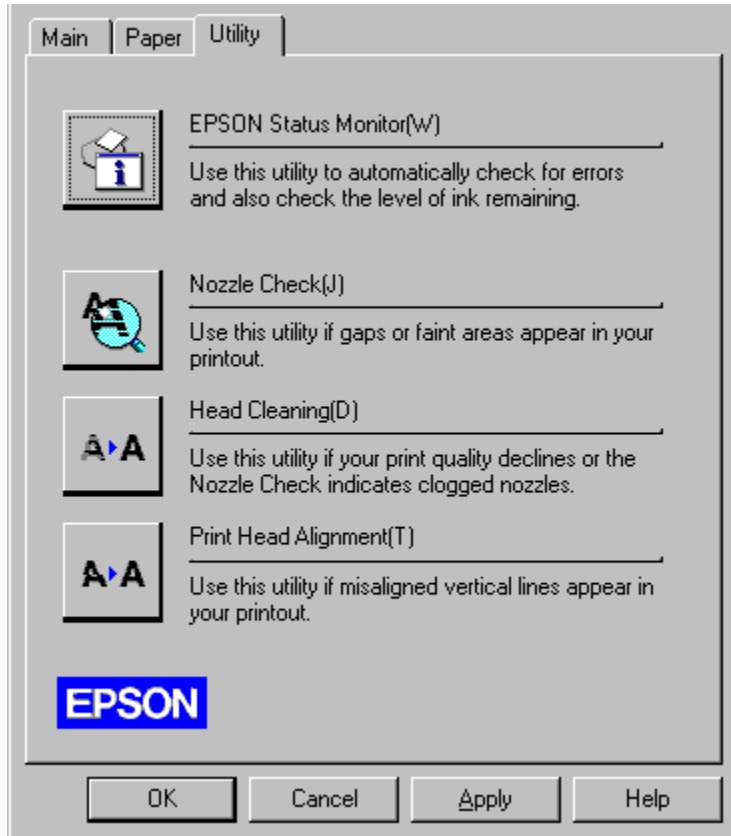 Main Paper Utility
EPSON Status Monitor(W)
Use this utility to automatically check for errors
and also check the level of ink remaining.
Nozzle Check(J)
Use this utility if gaps or faint areas appear in your
printout.
Head Cleaning(D)
Use this utility if your print quality declines or the
Nozzle Check indicates clogged nozzles.
Print Head Alignment(T)
Use this utility if misaligned vertical lines appear in
your printout.
EPSON
OK Cancel Apply Help